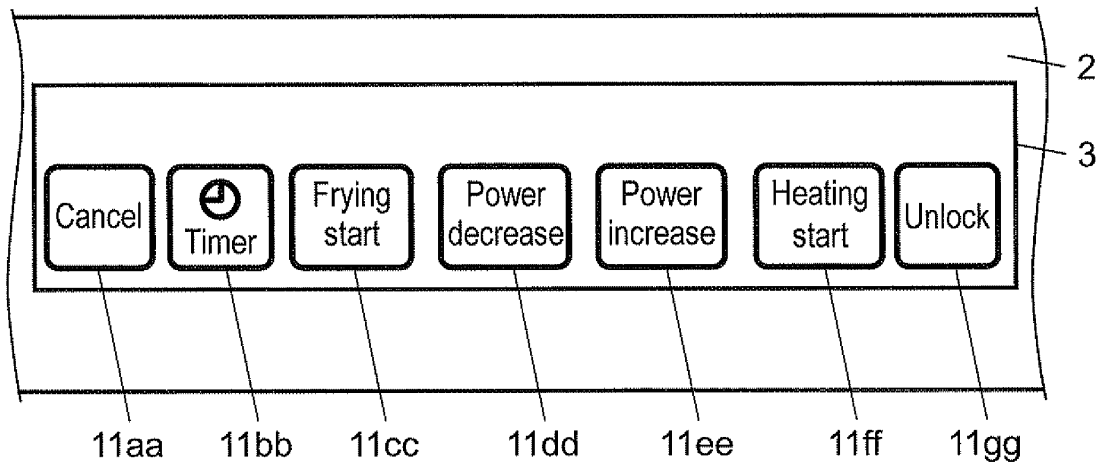 2
3
Cancel
Timer
Frying
start
Power
decrease
Power
increase
Heating
start
Unlock
11aa 11bb 11cc 11dd 11ee 11ff 11gg